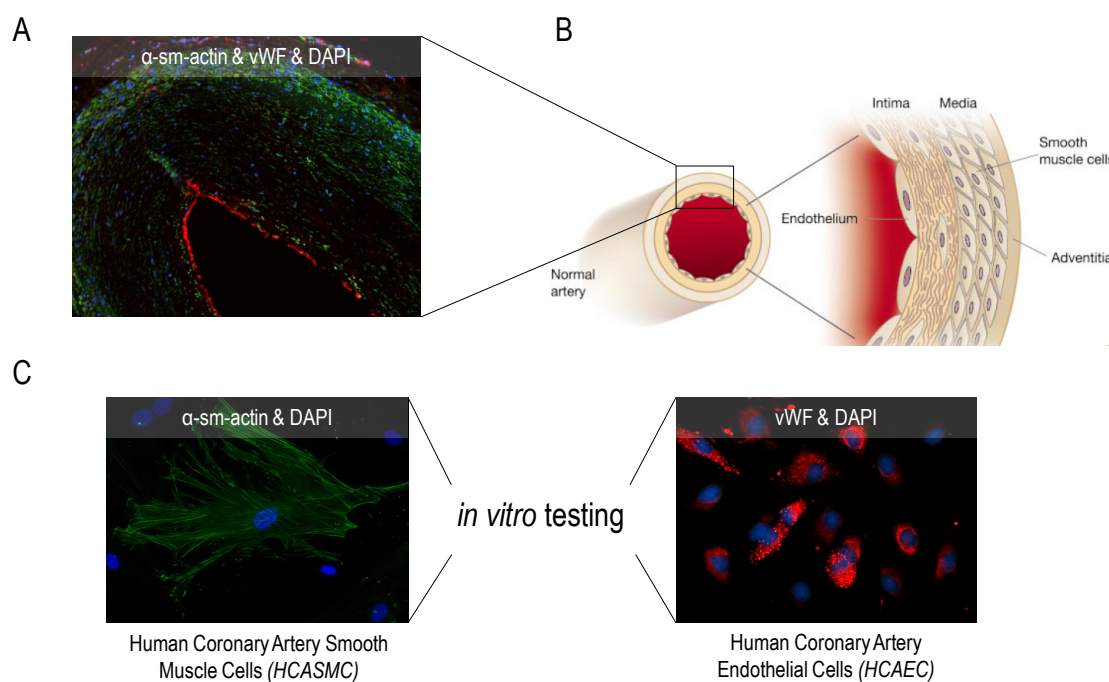 A
α-sm-actin & vWF & DAPI
B
Intima
Media
Smooth
muscle cells
Endothelium
Adventitia
Normal
artery
C
α-sm-actin & DAPI
vWF & DAPI
in vitro testing
Human Coronary Artery Smooth
Muscle Cells (HCASMC)
Human Coronary Artery
Endothelial Cells (HCAEC)